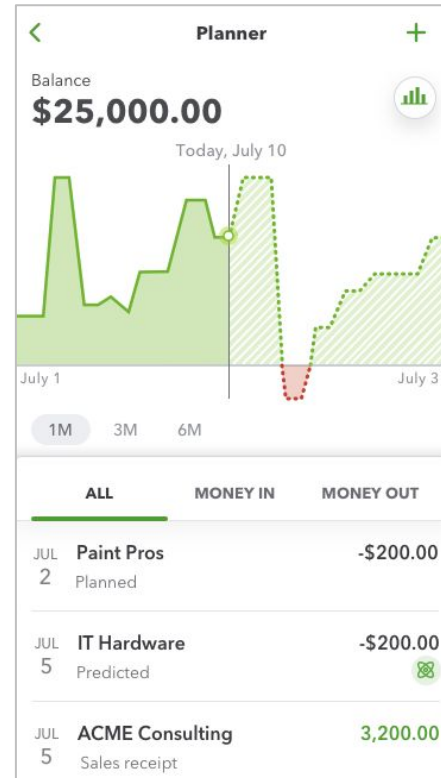 Planner
Balance
$25,000.00
Today, July 10
July 1
July 3
1M 3M 6M
ALL MONEY IN MONEY OUT
JUL 2 Paint Pros -$200.00
Planned
JUL 5 IT Hardware -$200.00
Predicted
JUL 5 ACME Consulting 3,200.00
Sales receipt